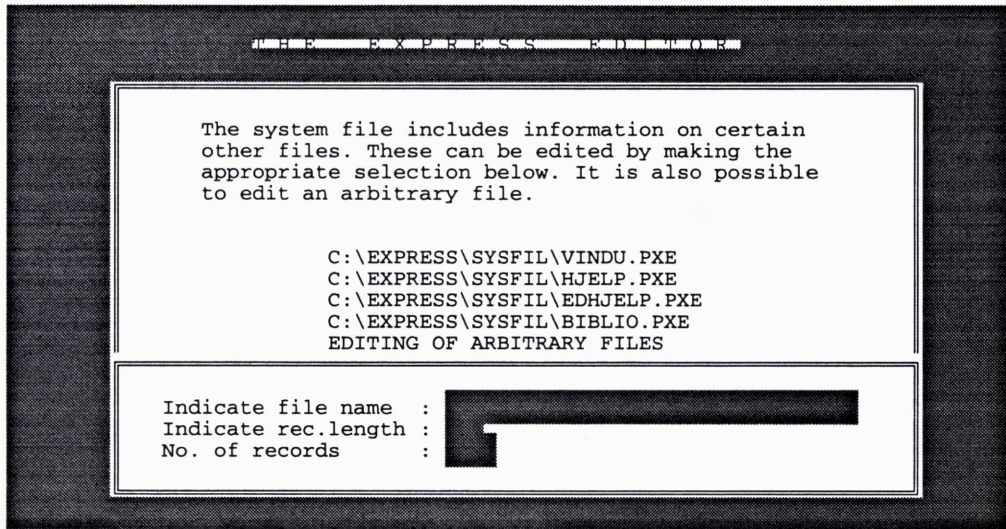 T H E   E X P R E S S   E D I T O R
The system file includes information on certain
other files. These can be edited by making the
appropriate selection below. It is also possible
to edit an arbitrary file.
C:\EXPRESS\SYSFIL\VINDU.PXE
C:\EXPRESS\SYSFIL\HJELP.PXE
C:\EXPRESS\SYSFIL\EDHJELP.PXE
C:\EXPRESS\SYSFIL\BIBLIO.PXE
EDITING OF ARBITRARY FILES
Indicate file name  :
Indicate rec.length :
No. of records      :